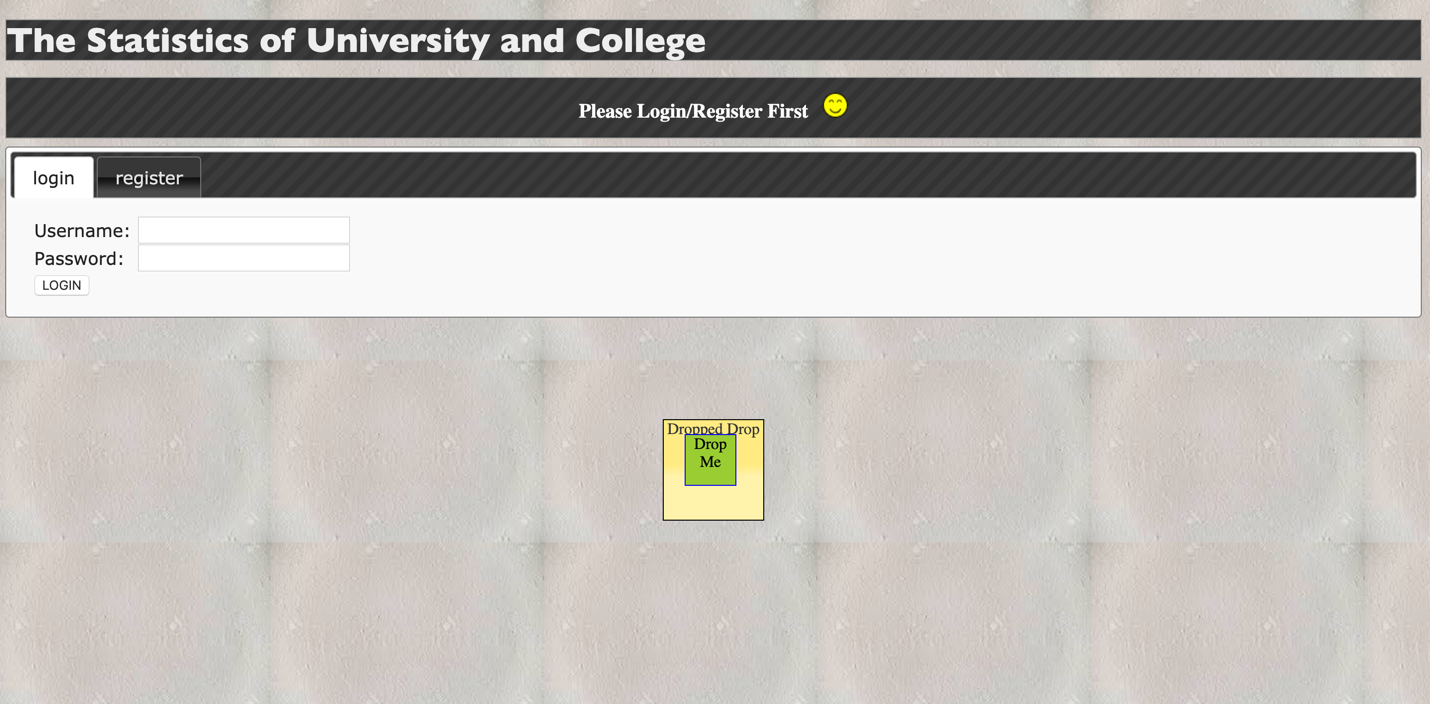 The Statistics of University and College
Please Login/Register First
login
register
Username:
Password:
LOGIN
Dropped Drop
Drop
Me